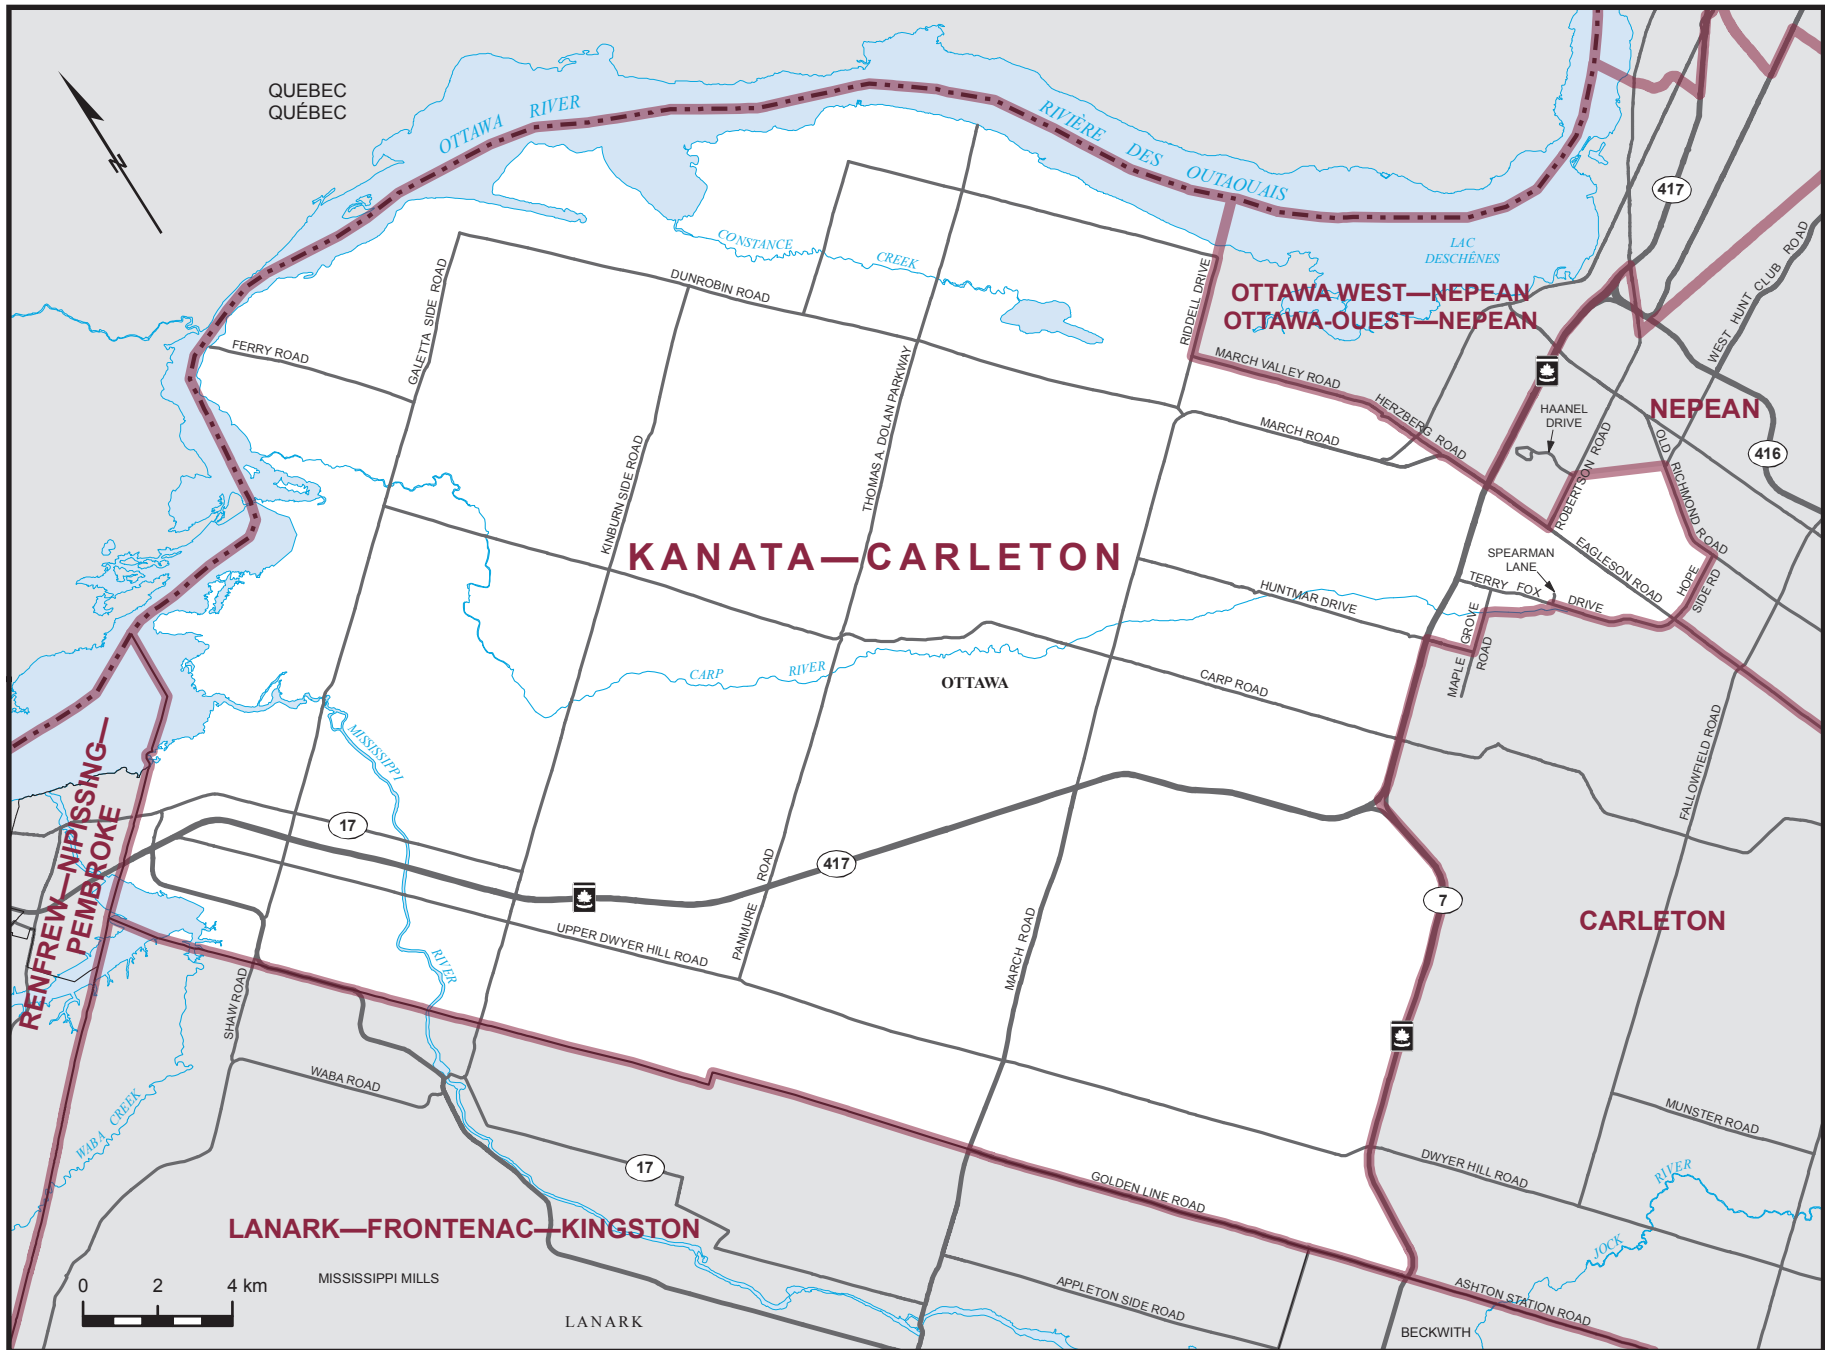 QUEBEC
QUÉBEC
N
OTTAWA RIVER
RIVIÈRE DES OUTAOUAIS
417
LAC
DESCHÊNES
CONSTANCE CREEK
DUNROBIN ROAD
GALETTA SIDE ROAD
FERRY ROAD
RIDDELL DRIVE
OTTAWA WEST—NEPEAN
OTTAWA-OUEST—NEPEAN
WEST HUNT CLUB ROAD
MARCH VALLEY ROAD
HERZBERG ROAD
MARCH ROAD
HAANEL
DRIVE
NEPEAN
416
THOMAS A. DOLAN PARKWAY
KINBURN SIDE ROAD
ROBERTSON ROAD
OLD RICHMOND ROAD
KANATA—CARLETON
SPEARMAN
LANE
EAGLESON ROAD
HOPE
SIDE RD
TERRY FOX DRIVE
HUNTMAR DRIVE
MAPLE GROVE
ROAD
CARP RIVER
OTTAWA
CARP ROAD
MISSISSIPPI
RIVER
FALLOWFIELD ROAD
RENFREW—NIPISSING—
PEMBROKE
17
417
PANMURE ROAD
UPPER DWYER HILL ROAD
MARCH ROAD
7
CARLETON
SHAW ROAD
WABA ROAD
WABA CREEK
MUNSTER ROAD
17
DWYER HILL ROAD
GOLDEN LINE ROAD
JOCK RIVER
LANARK—FRONTENAC—KINGSTON
0 2 4 km
MISSISSIPPI MILLS
LANARK
APPLETON SIDE ROAD
ASHTON STATION ROAD
BECKWITH